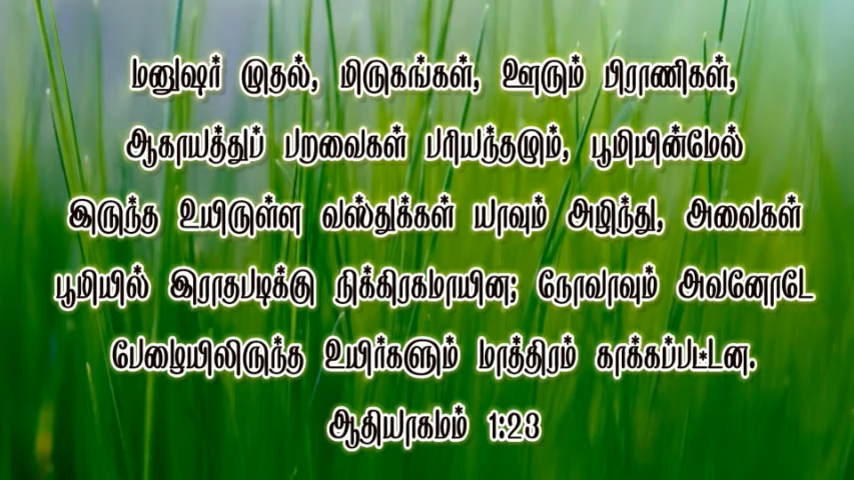 மனுஷர் முதல், மிருகங்கள், ஊரும் பிராணிகள்,
ஆகாயத்துப் பறவைகள் பரியந்தமும், பூமியின்மேல்
இருந்த உயிருள்ள வஸ்துக்கள் யாவும் அழிந்து, அவைகள்
பூமியில் இராதபடிக்கு நிக்கிரகமாயின; நோவாவும் அவனோடே
பேழையிலிருந்த உயிர்களும் மாத்திரம் காக்கப்பட்டன.
ஆதியாகமம் 1:23